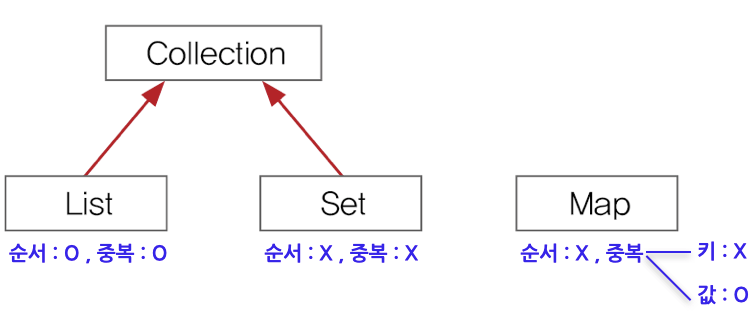 Collection
List
Set
Map
순서 : O , 중복 : O
순서 : X , 중복 : X
순서 : X , 중복
키 : X
값 : O